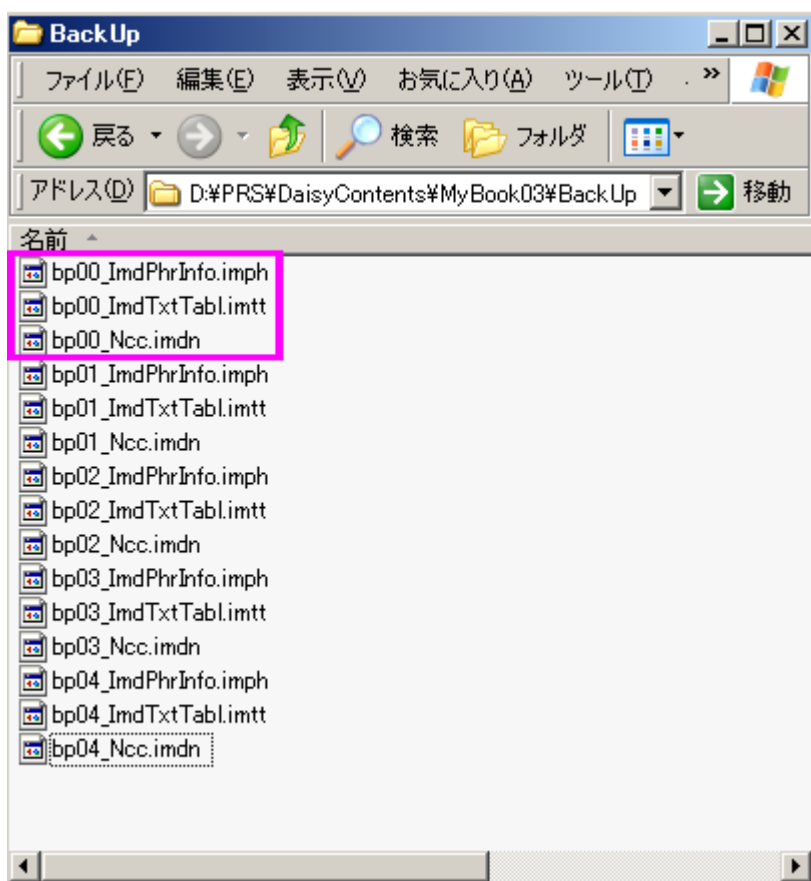 BackUp
ファイル(F) 編集(E) 表示(V) お気に入り(A) ツール(T) . »
戻る 検索 フォルダ
アドレス(D) D:¥PRS¥DaisyContents¥MyBook03¥BackUp 移動
名前
bp00_ImdPhrInfo.imph
bp00_ImdTxtTabl.imtt
bp00_Ncc.imdn
bp01_ImdPhrInfo.imph
bp01_ImdTxtTabl.imtt
bp01_Ncc.imdn
bp02_ImdPhrInfo.imph
bp02_ImdTxtTabl.imtt
bp02_Ncc.imdn
bp03_ImdPhrInfo.imph
bp03_ImdTxtTabl.imtt
bp03_Ncc.imdn
bp04_ImdPhrInfo.imph
bp04_ImdTxtTabl.imtt
bp04_Ncc.imdn